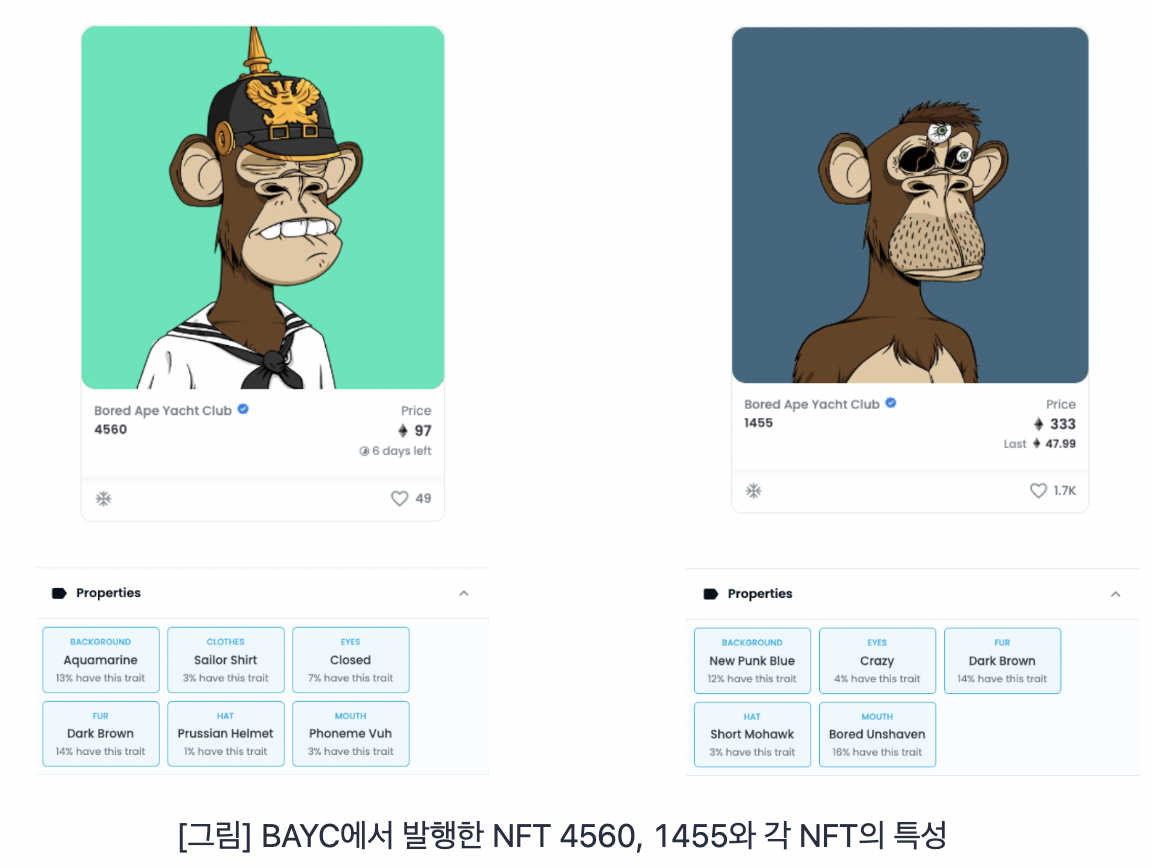 Bored Ape Yacht Club
Price
4560
97
6 days left
49
Bored Ape Yacht Club
Price
1455
333
Last 47.99
1.7K
Properties
BACKGROUND
Aquamarine
13% have this trait
CLOTHES
Sailor Shirt
3% have this trait
EYES
Closed
7% have this trait
FUR
Dark Brown
14% have this trait
HAT
Prussian Helmet
1% have this trait
MOUTH
Phoneme Vuh
3% have this trait
Properties
BACKGROUND
New Punk Blue
12% have this trait
EYES
Crazy
4% have this trait
FUR
Dark Brown
14% have this trait
HAT
Short Mohawk
3% have this trait
MOUTH
Bored Unshaven
16% have this trait
[그림] BAYC에서 발행한 NFT 4560, 1455와 각 NFT의 특성